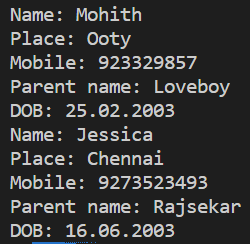 Name: Mohith
Place: Ooty
Mobile: 923329857
Parent name: Loveboy
DOB: 25.02.2003
Name: Jessica
Place: Chennai
Mobile: 9273523493
Parent name: Rajsekar
DOB: 16.06.2003